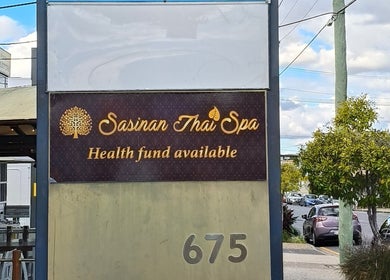 Sasinan Thai Spa
Health fund available
675